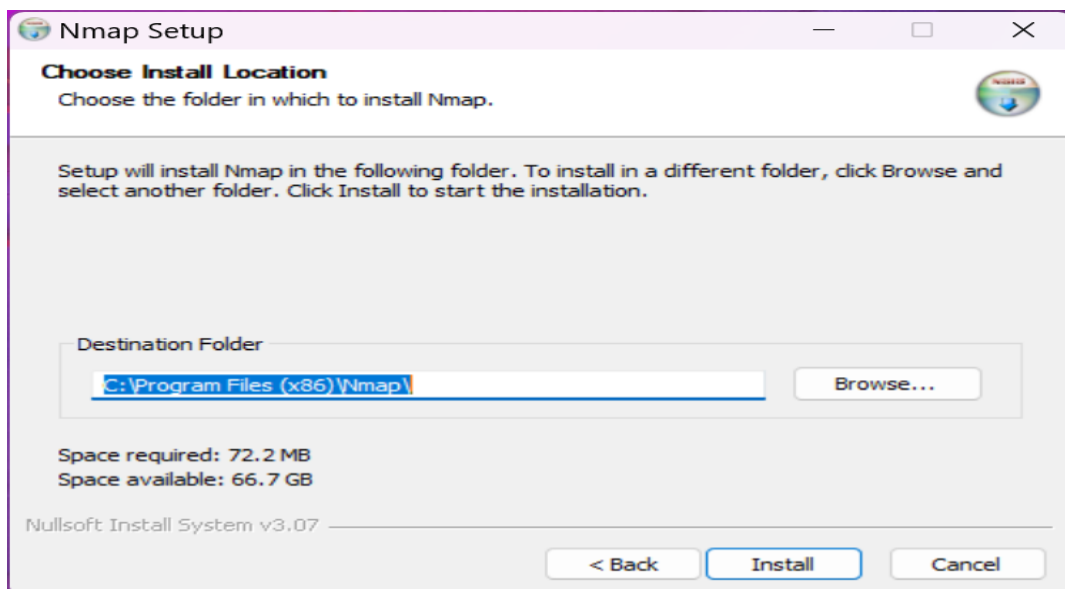 Nmap Setup
Choose Install Location
Choose the folder in which to install Nmap.
Setup will install Nmap in the following folder. To install in a different folder, click Browse and
select another folder. Click Install to start the installation.
Destination Folder
C:\Program Files (x86)\Nmap\
Browse...
Space required: 72.2 MB
Space available: 66.7 GB
Nullsoft Install System v3.07
< Back
Install
Cancel